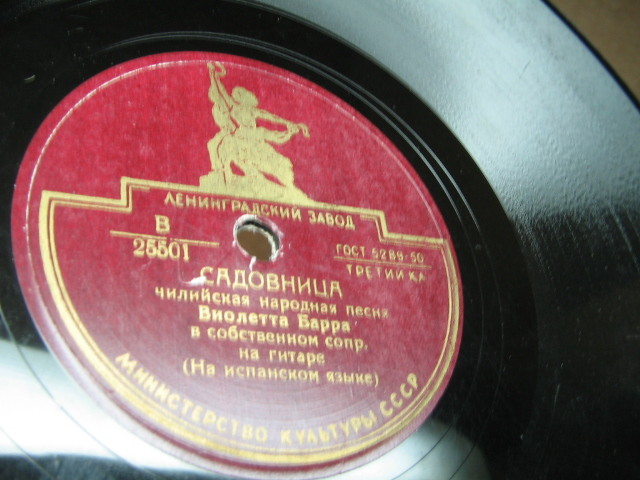 ЛЕНИНГРАДСКИЙ ЗАВОД
В
25501
ГОСТ 5289-50
ТРЕТИЙ КЛ
САДОВНИЦА
чилийская народная песня
Виолетта Барра
в собственном сопр.
на гитаре
(На испанском языке)
МИНИСТЕРСТВО КУЛЬТУРЫ СССР